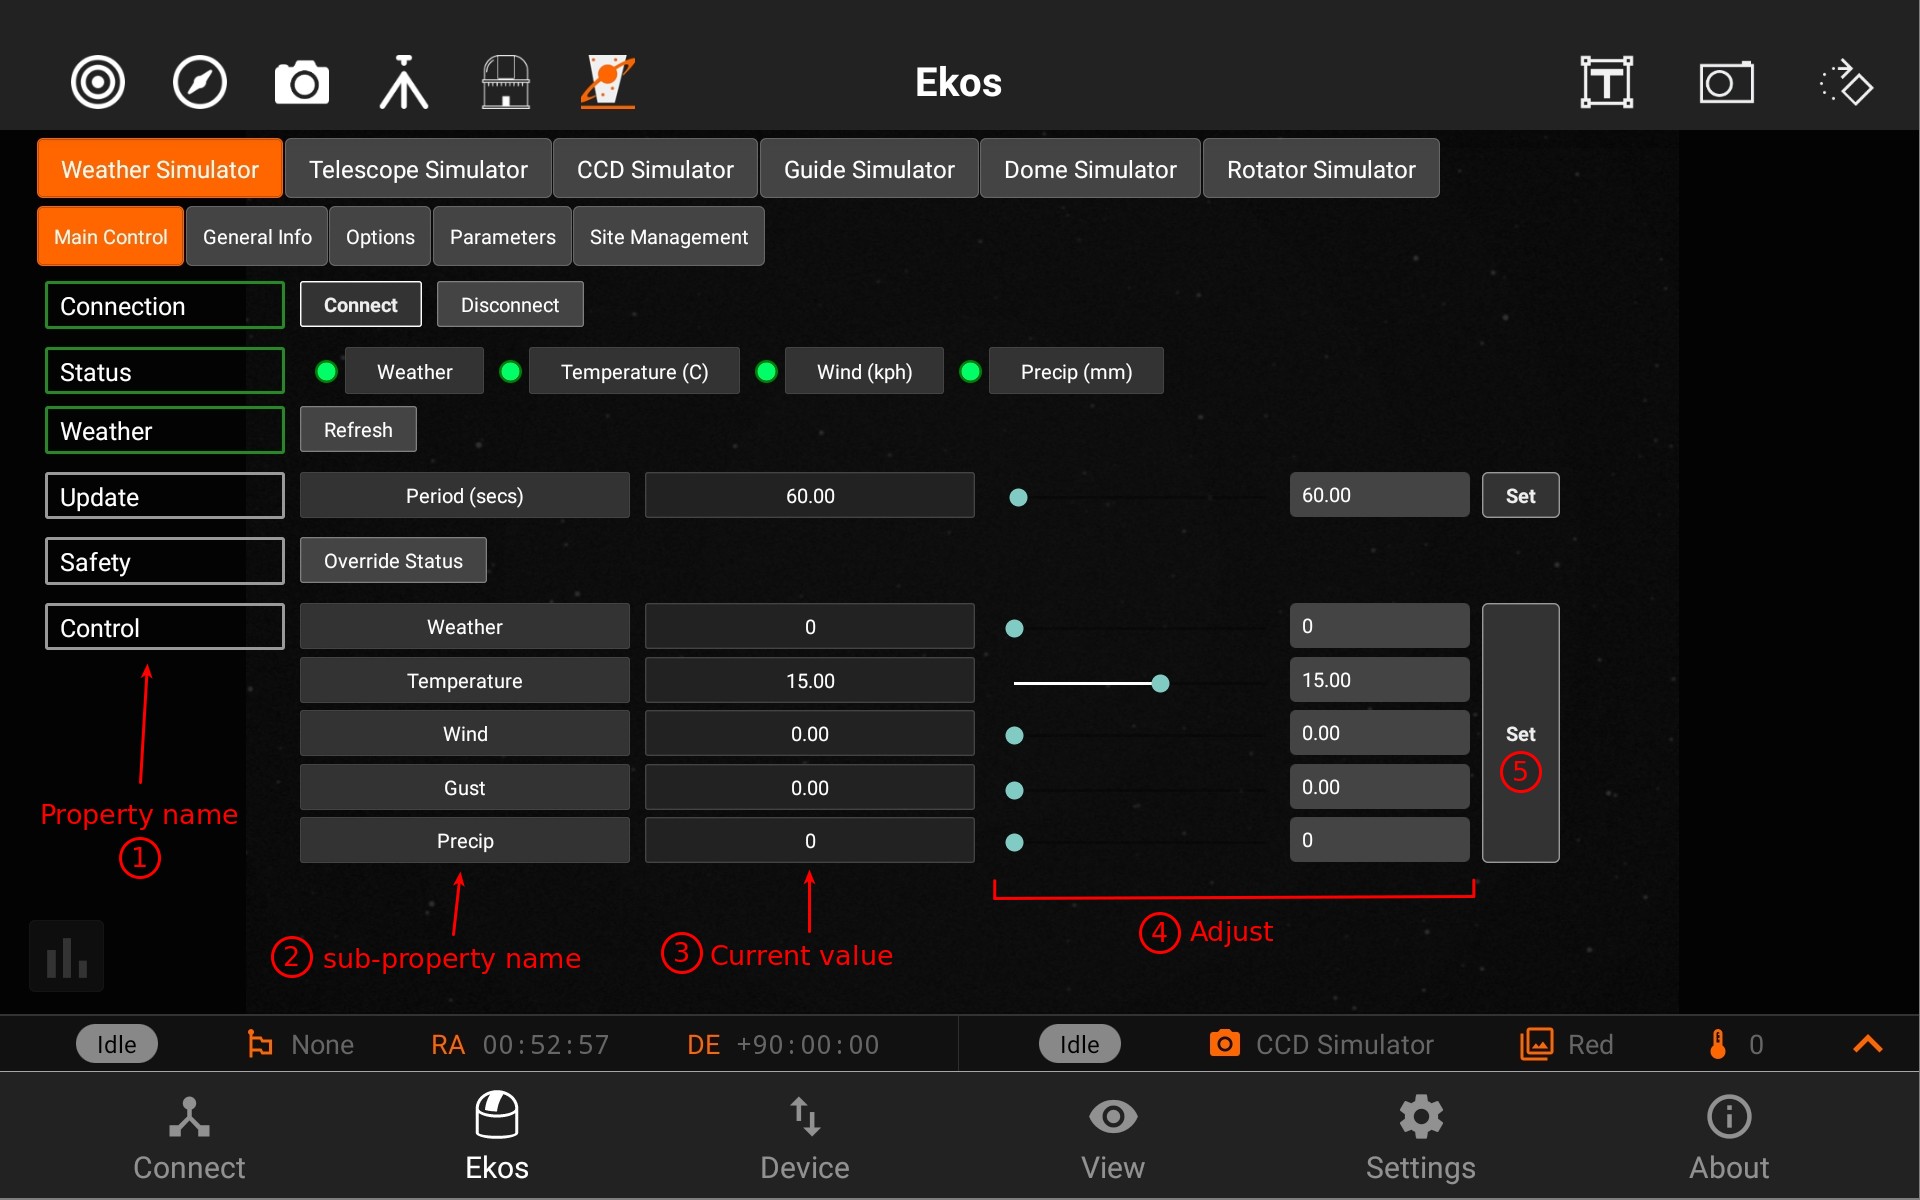 Ekos
Weather Simulator Telescope Simulator CCD Simulator Guide Simulator Dome Simulator Rotator Simulator
Main Control General Info Options Parameters Site Management
Connection Connect Disconnect
Status Weather Temperature (C) Wind (kph) Precip (mm)
Weather Refresh
Update Period (secs) 60.00 60.00 Set
Safety Override Status
Control Weather 0 0
Temperature 15.00 15.00
Wind 0.00 0.00 Set
5
Gust 0.00 0.00
Precip 0 0
Property name
1
2 sub-property name
3 Current value
4 Adjust
Idle None RA 00:52:57 DE +90:00:00 Idle CCD Simulator Red 0
Connect Ekos Device View Settings About